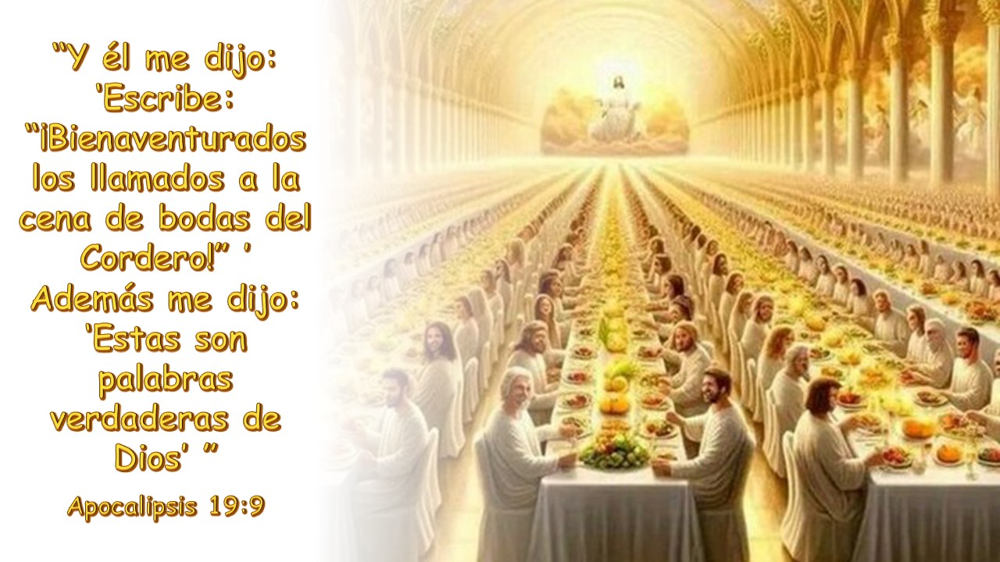 “Y él me dijo:
‘Escribe:
“¡Bienaventurados
los llamados a la
cena de bodas del
Cordero!” ’
Además me dijo:
‘Estas son
palabras
verdaderas de
Dios’ ”
Apocalipsis 19:9